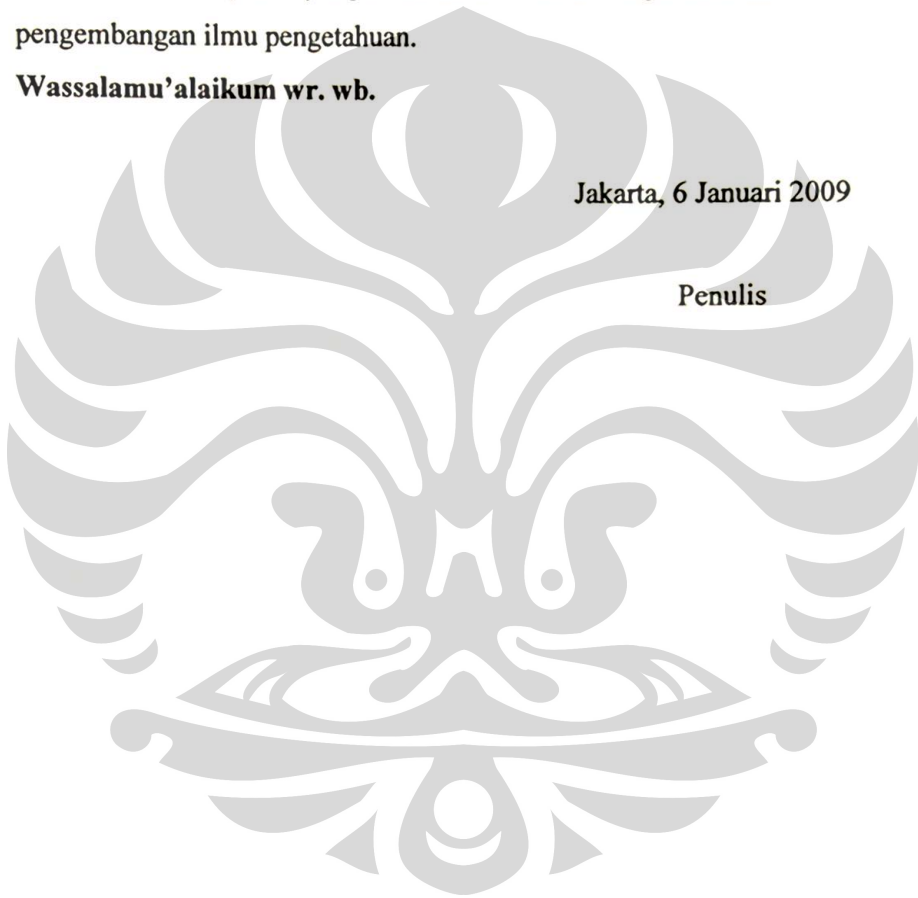 pengembangan ilmu pengetahuan.
Wassalamu’alaikum wr. wb.
Jakarta, 6 Januari 2009
Penulis